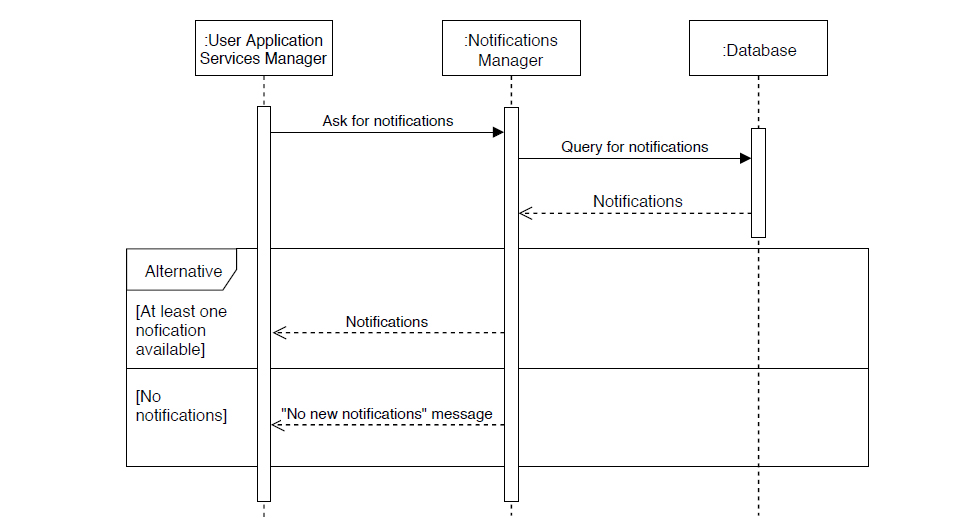 :User Application
Services Manager
:Notifications
Manager
:Database
Ask for notifications
Query for notifications
Notifications
Alternative
[At least one
nofication
available]
Notifications
[No
notifications]
"No new notifications" message